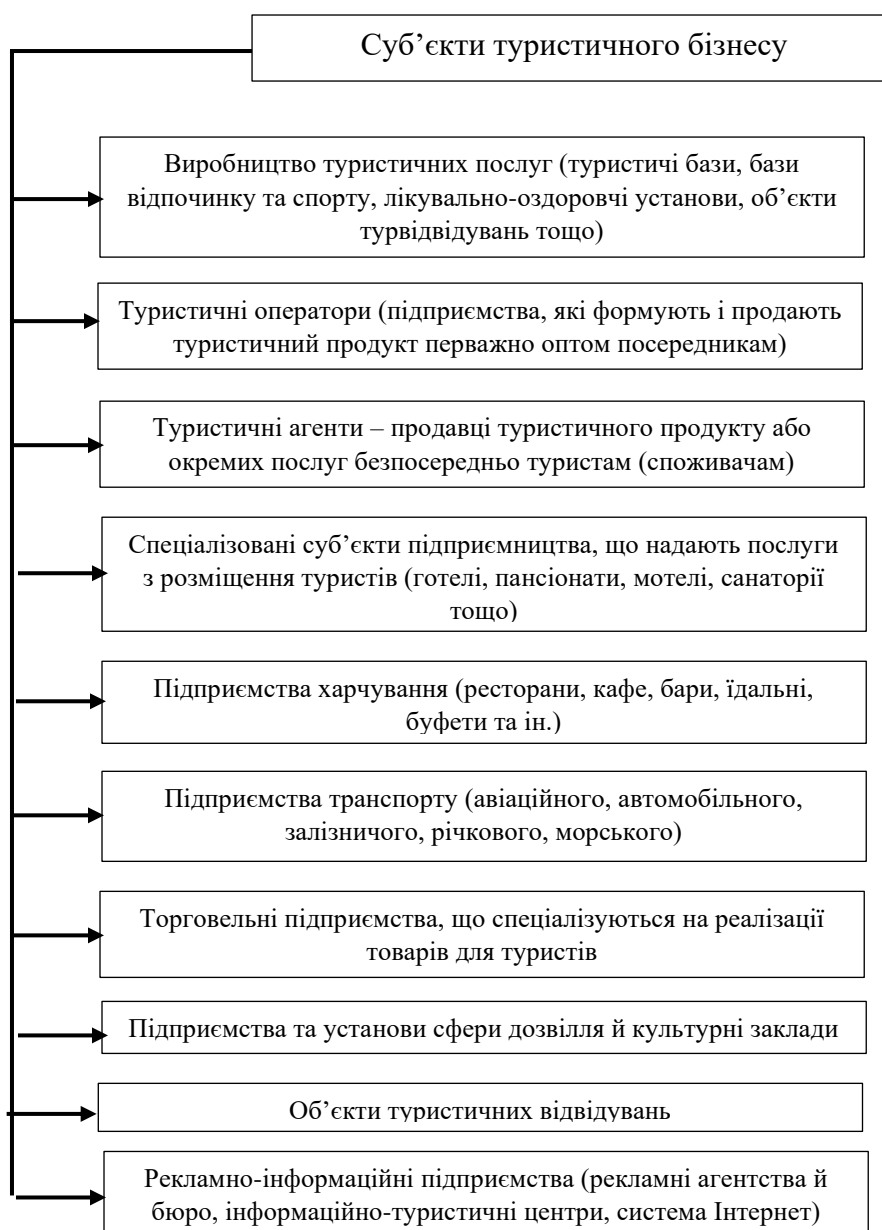 Суб’єкти туристичного бізнесу
Виробництво туристичних послуг (туристичі бази, бази
відпочинку та спорту, лікувально-оздоровчі установи, об’єкти
турвідвідувань тощо)
Туристичні оператори (підприємства, які формують і продають
туристичний продукт перважно оптом посередникам)
Туристичні агенти – продавці туристичного продукту або
окремих послуг безпосередньо туристам (споживачам)
Спеціалізовані суб’єкти підприємництва, що надають послуги
з розміщення туристів (готелі, пансіонати, мотелі, санаторії
тощо)
Підприємства харчування (ресторани, кафе, бари, їдальні,
буфети та ін.)
Підприємства транспорту (авіаційного, автомобільного,
залізничого, річкового, морського)
Торговельні підприємства, що спеціалізуються на реалізації
товарів для туристів
Підприємства та установи сфери дозвілля й культурні заклади
Об’єкти туристичних відвідувань
Рекламно-інформаційні підприємства (рекламні агентства й
бюро, інформаційно-туристичні центри, система Інтернет)